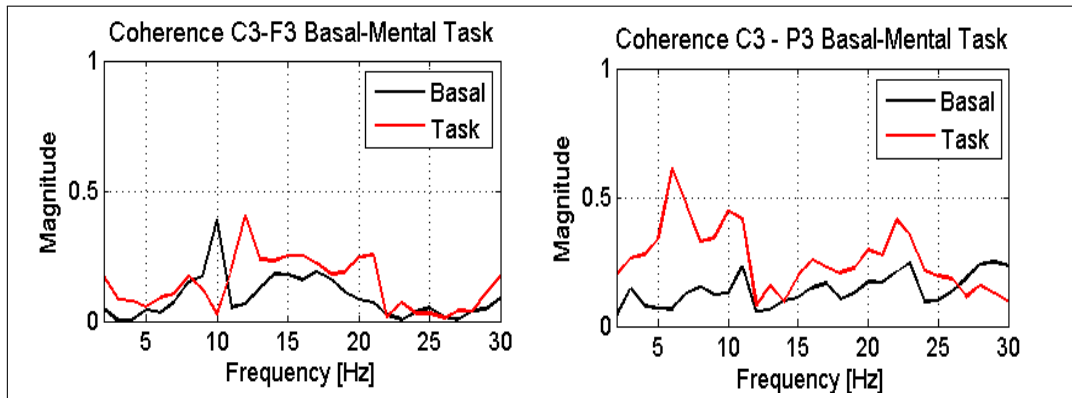 Coherence C3-F3 Basal-Mental Task
1
0.5
0
Magnitude
5 10 15 20 25 30
Frequency [Hz]
Basal
Task
Coherence C3 - P3 Basal-Mental Task
1
0.5
0
Magnitude
5 10 15 20 25 30
Frequency [Hz]
Basal
Task